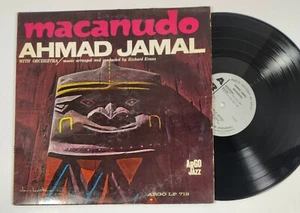 macanudo
AHMAD JAMAL
WITH ORCHESTRA / music arranged and conducted by Richard Evans
ARGO
JAZZ
ARGO LP 712